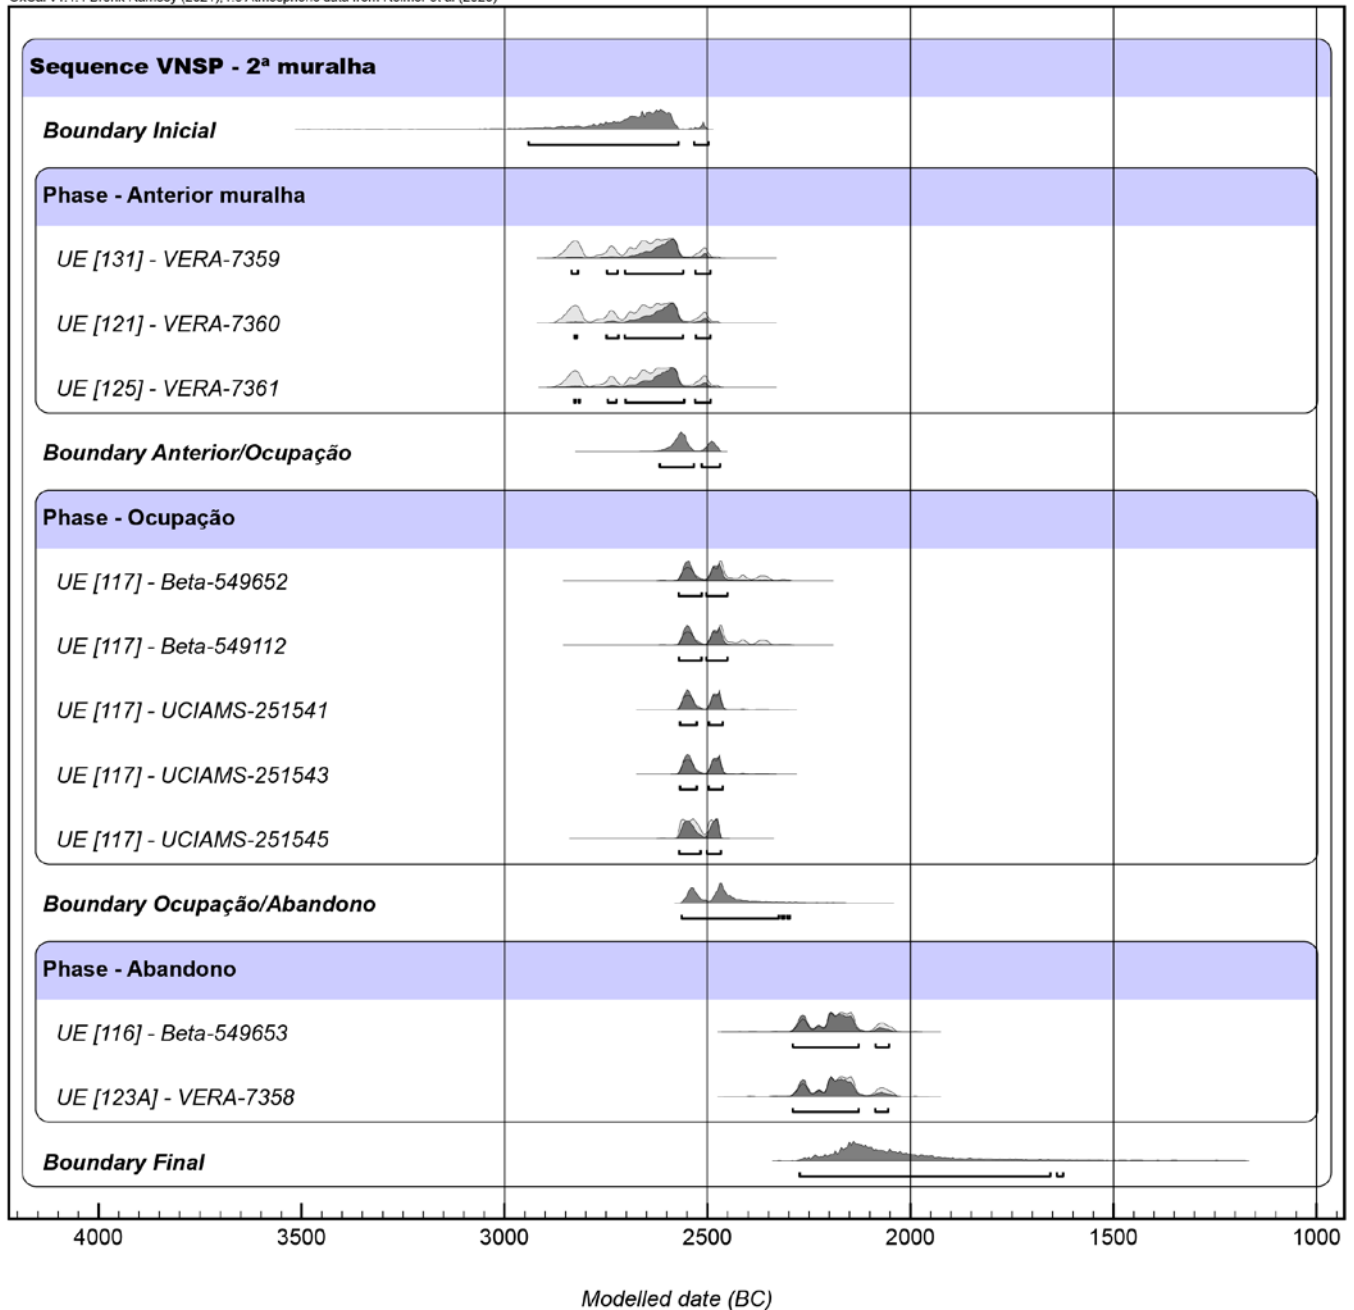 Sequence VNSP - 2ª muralha
Boundary Inicial
Phase - Anterior muralha
UE [131] - VERA-7359
UE [121] - VERA-7360
UE [125] - VERA-7361
Boundary Anterior/Ocupação
Phase - Ocupação
UE [117] - Beta-549652
UE [117] - Beta-549112
UE [117] - UCIAMS-251541
UE [117] - UCIAMS-251543
UE [117] - UCIAMS-251545
Boundary Ocupação/Abandono
Phase - Abandono
UE [116] - Beta-549653
UE [123A] - VERA-7358
Boundary Final
4000 3500 3000 2500 2000 1500 1000
Modelled date (BC)